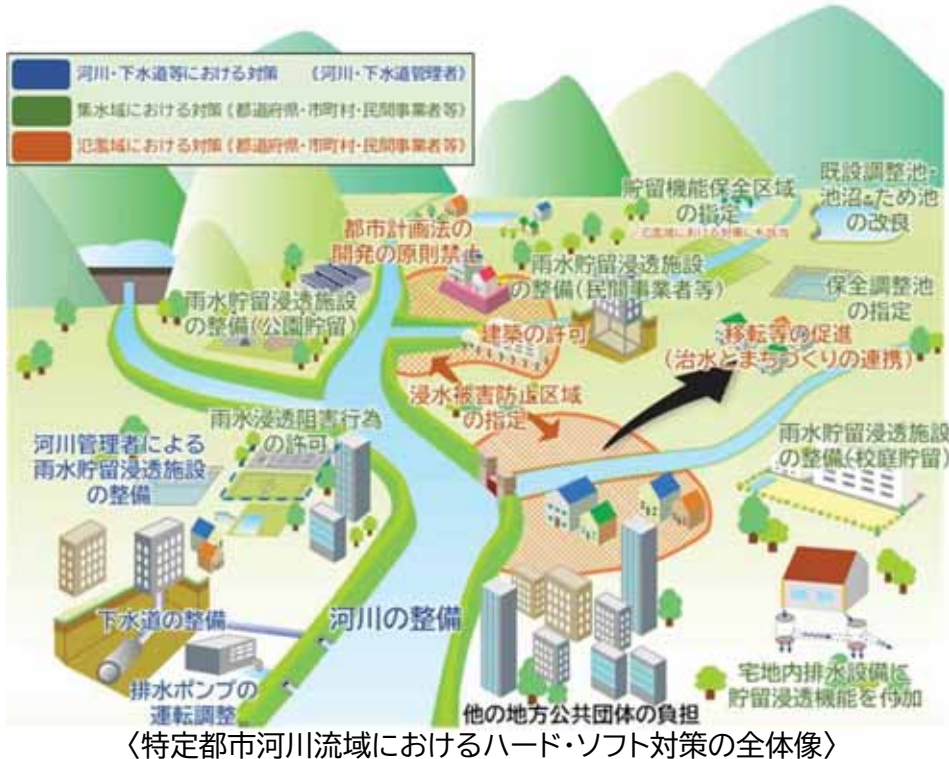 河川・下水道等における対策 《河川・下水道管理者》
集水域における対策《都道府県・市町村・民間事業者等》
氾濫域における対策《都道府県・市町村・民間事業者等》
貯留機能保全区域
の指定
※氾濫域における対策にも該当
既設調整池・
池沼・ため池
の改良
都市計画法の
開発の原則禁止
雨水貯留浸透施設
の整備(民間事業者等)
保全調整池
の指定
雨水貯留浸透施設
の整備(公園貯留)
建築の許可
移転等の促進
(治水とまちづくりの連携)
浸水被害防止区域
の指定
雨水浸透阻害行為
の許可
河川管理者による
雨水貯留浸透施設
の整備
雨水貯留浸透施設
の整備(校庭貯留)
下水道の整備
河川の整備
排水ポンプの
運転調整
宅地内排水設備に
貯留浸透機能を付加
他の地方公共団体の負担
〈特定都市河川流域におけるハード・ソフト対策の全体像〉